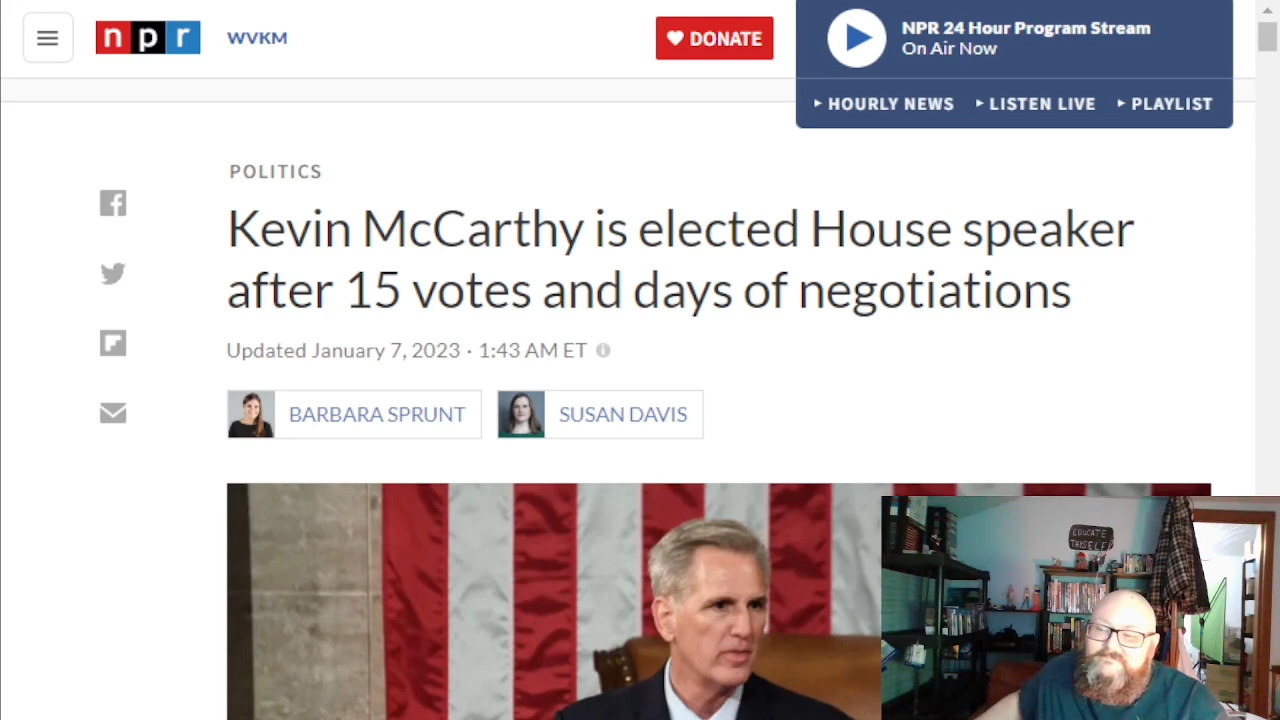 npr
WVKM
DONATE
NPR 24 Hour Program Stream
On Air Now
HOURLY NEWS
LISTEN LIVE
PLAYLIST
POLITICS
Kevin McCarthy is elected House speaker
after 15 votes and days of negotiations
Updated January 7, 2023 · 1:43 AM ET
BARBARA SPRUNT
SUSAN DAVIS
EDUCATE
THYSELF